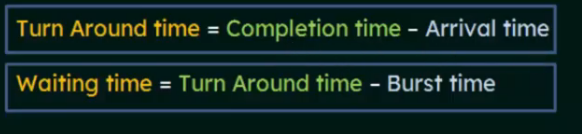 Turn Around time = Completion time – Arrival time
Waiting time = Turn Around time – Burst time